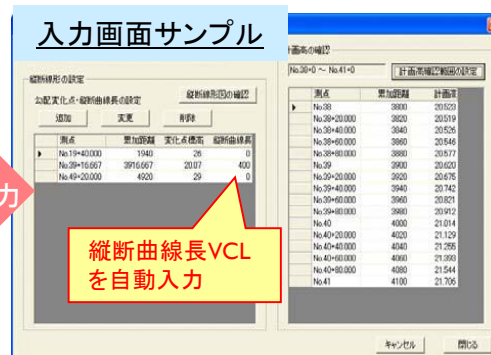 入力画面サンプル
計画高の確認
No.38+0 ～ No.41+0
計画高確認範囲の設定
縦断線形の設定
勾配変化点・縦断曲線長の設定
縦断線形図の確認
追加 変更 削除
測点 累加距離 変化点標高 縦断曲線長
No.19+40.000 1940 26 0
No.39+16.667 3916.667 20.07 400
No.49+20.000 4920 29 0
測点 累加距離 計画高
No.38 3800 20.523
No.38+20.000 3820 20.519
No.38+40.000 3840 20.526
No.38+60.000 3860 20.546
No.38+80.000 3880 20.577
No.39 3900 20.620
No.39+20.000 3920 20.675
No.39+40.000 3940 20.742
No.39+60.000 3960 20.821
No.39+80.000 3980 20.912
No.40 4000 21.014
No.40+20.000 4020 21.129
No.40+40.000 4040 21.255
No.40+60.000 4060 21.393
No.40+80.000 4080 21.544
No.41 4100 21.706
力
縦断曲線長VCL
を自動入力
キャンセル 閉じる